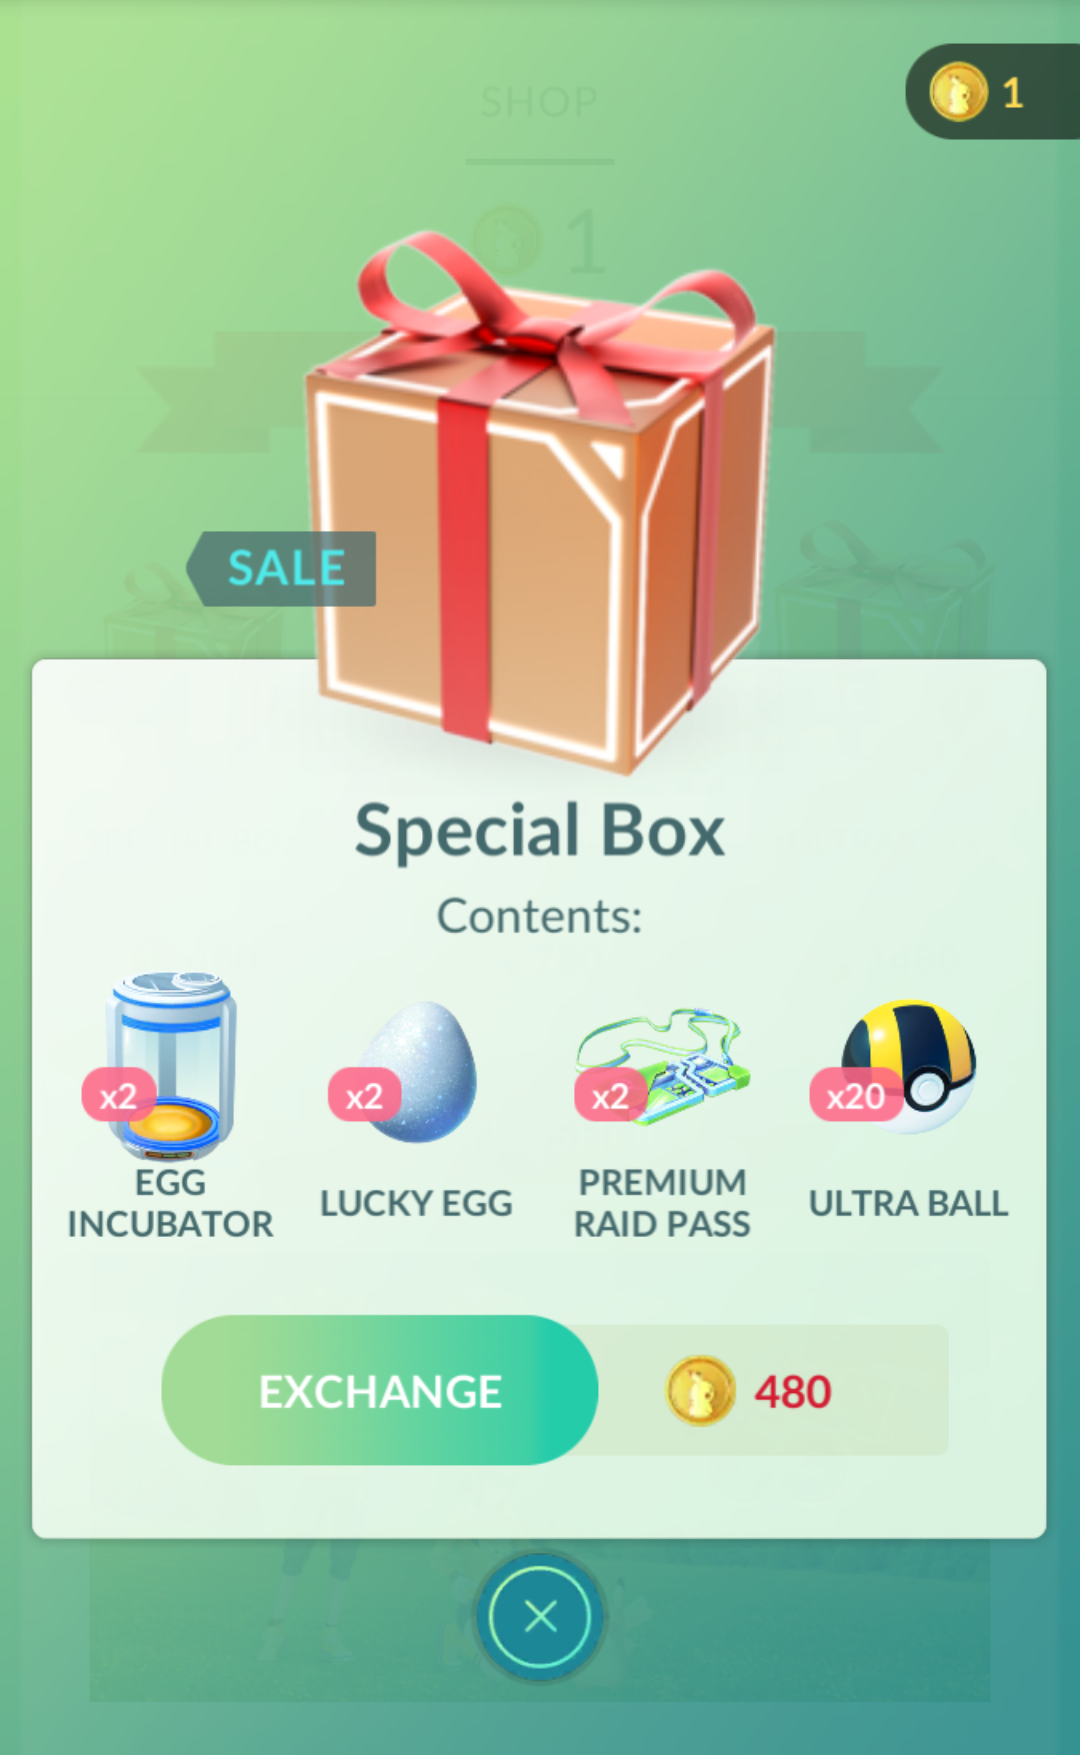 1
SHOP
1
SALE
Special Box
Contents:
x2
x2
x2
x20
EGG
INCUBATOR
LUCKY EGG
PREMIUM
RAID PASS
ULTRA BALL
EXCHANGE
480